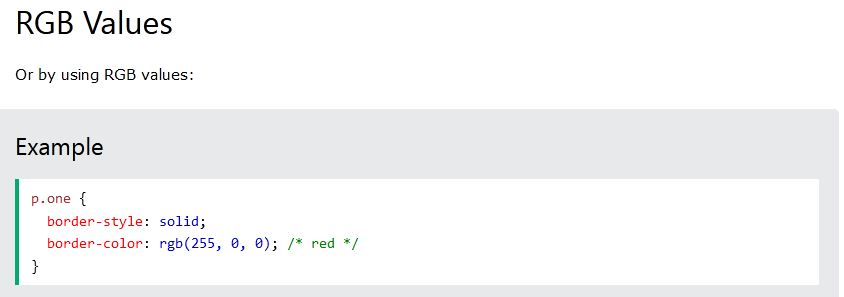 RGB Values
Or by using RGB values:
Example
p.one {
  border-style: solid;
  border-color: rgb(255, 0, 0); /* red */
}